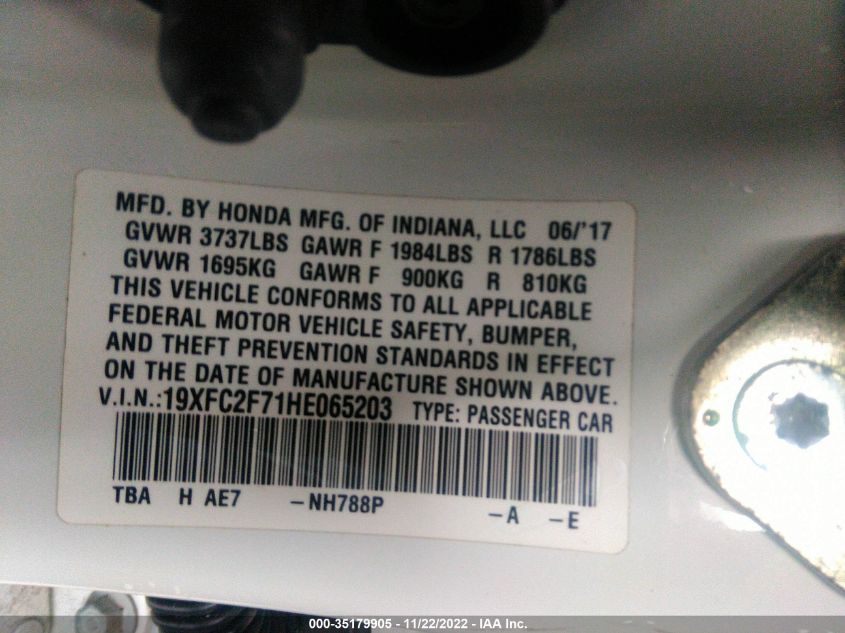 MFD. BY HONDA MFG. OF INDIANA, LLC 06/'17
GVWR 3737LBS GAWR F 1984LBS R 1786LBS
GVWR 1695KG GAWR F 900KG R 810KG
THIS VEHICLE CONFORMS TO ALL APPLICABLE
FEDERAL MOTOR VEHICLE SAFETY, BUMPER,
AND THEFT PREVENTION STANDARDS IN EFFECT
ON THE DATE OF MANUFACTURE SHOWN ABOVE.
V.I.N.:19XFC2F71HE065203 TYPE: PASSENGER CAR
TBA H AE7 -NH788P -A -E
000-35179905 - 11/22/2022 - IAA Inc.